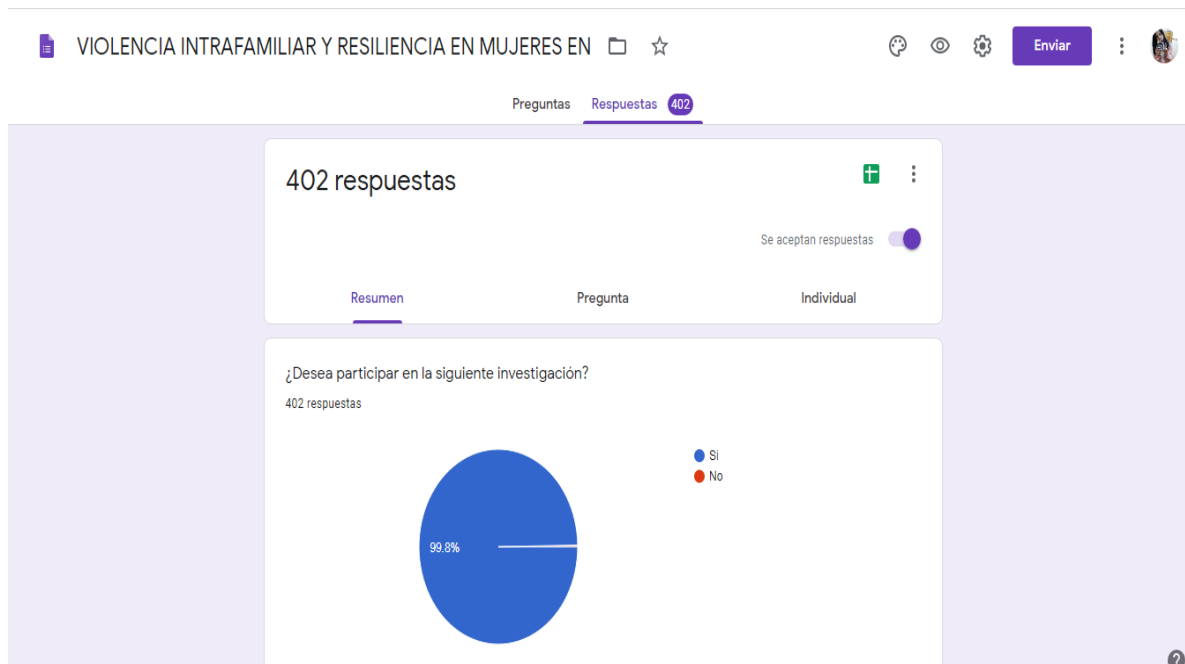 VIOLENCIA INTRAFAMILIAR Y RESILIENCIA EN MUJERES EN
Enviar
Preguntas Respuestas 402
402 respuestas
Se aceptan respuestas
Resumen Pregunta Individual
¿Desea participar en la siguiente investigación?
402 respuestas
Si
No
99.8%
?